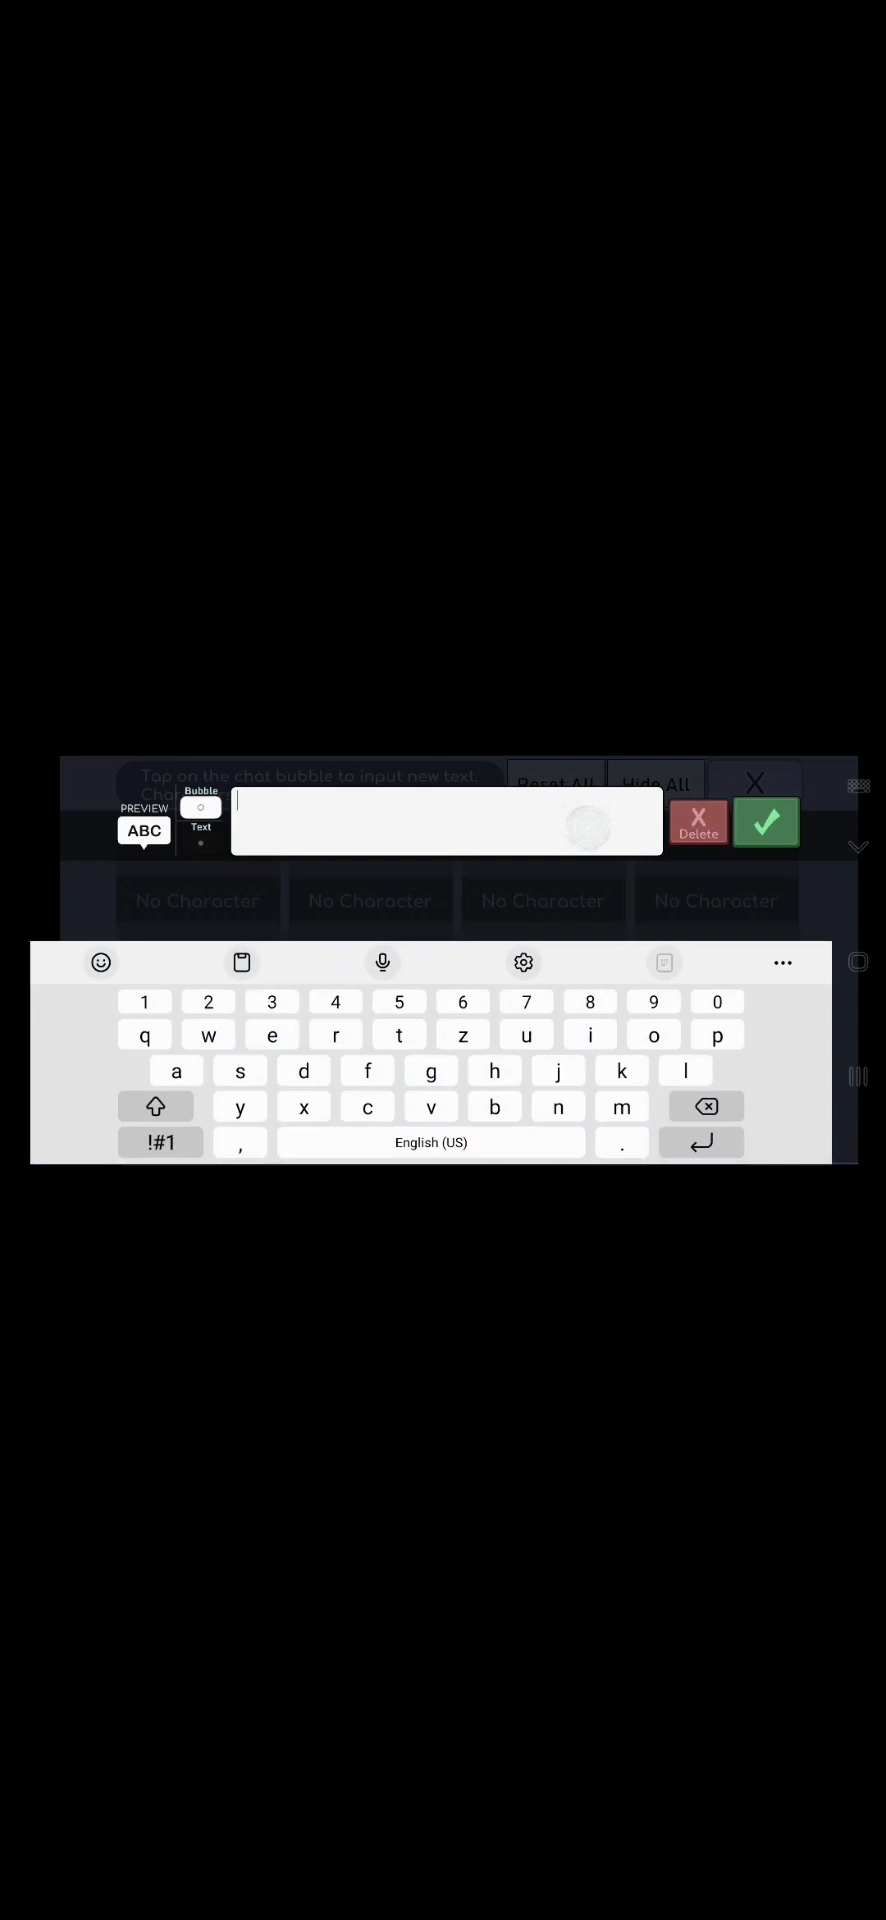 Tap on the chat bubble to input new text.
Reset All
Hide All
X
Bubble
PREVIEW
ABC
Text
X
Delete
No Character
No Character
No Character
No Character
1 2 3 4 5 6 7 8 9 0
q w e r t z u i o p
a s d f g h j k l
y x c v b n m
!#1 , English (US) .